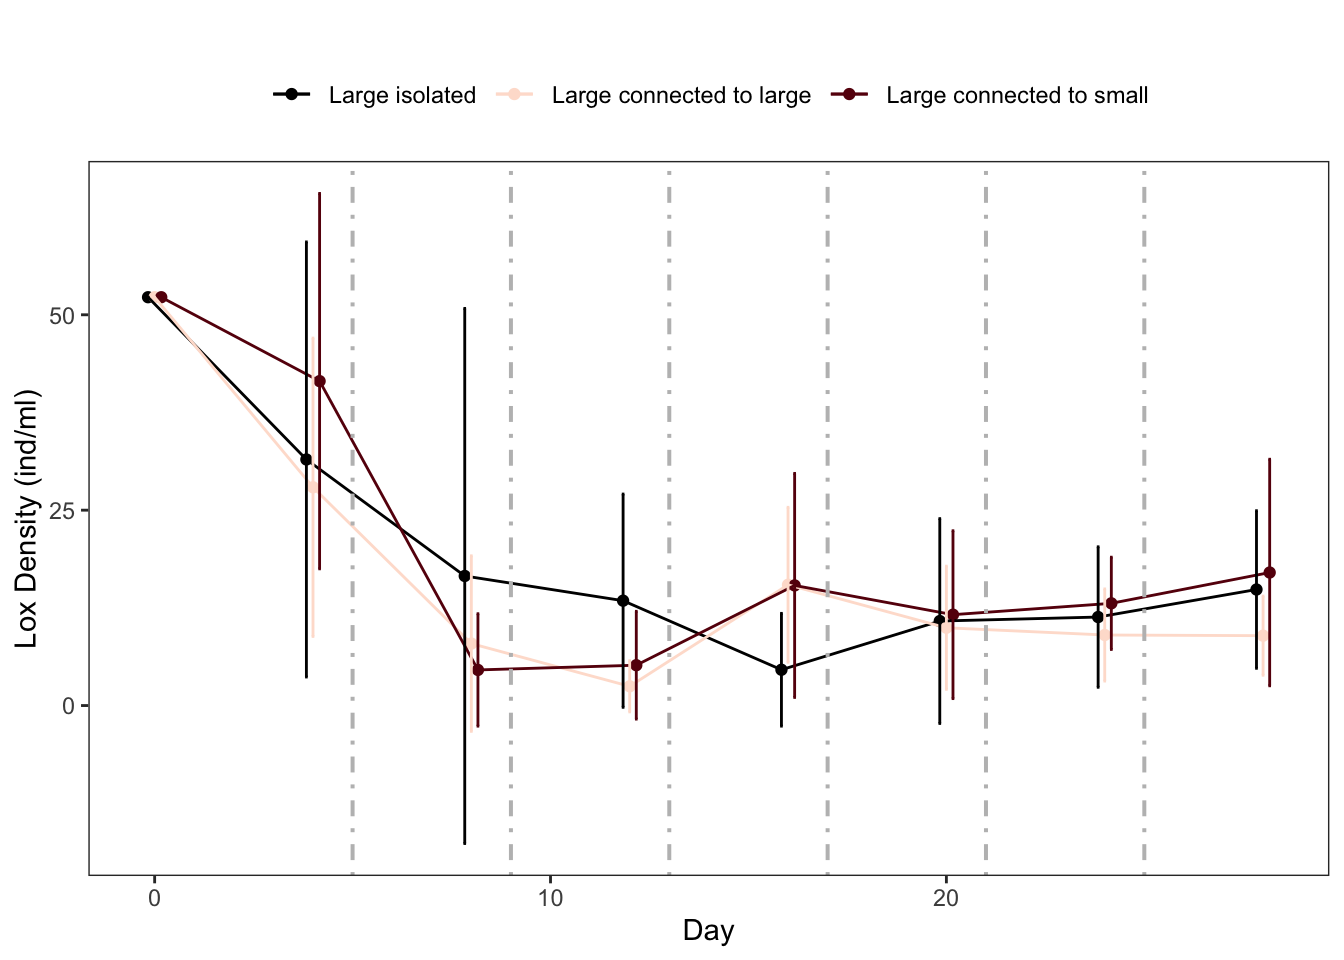 Large isolated Large connected to large Large connected to small
Lox Density (ind/ml)
50
25
0
0 10 20
Day